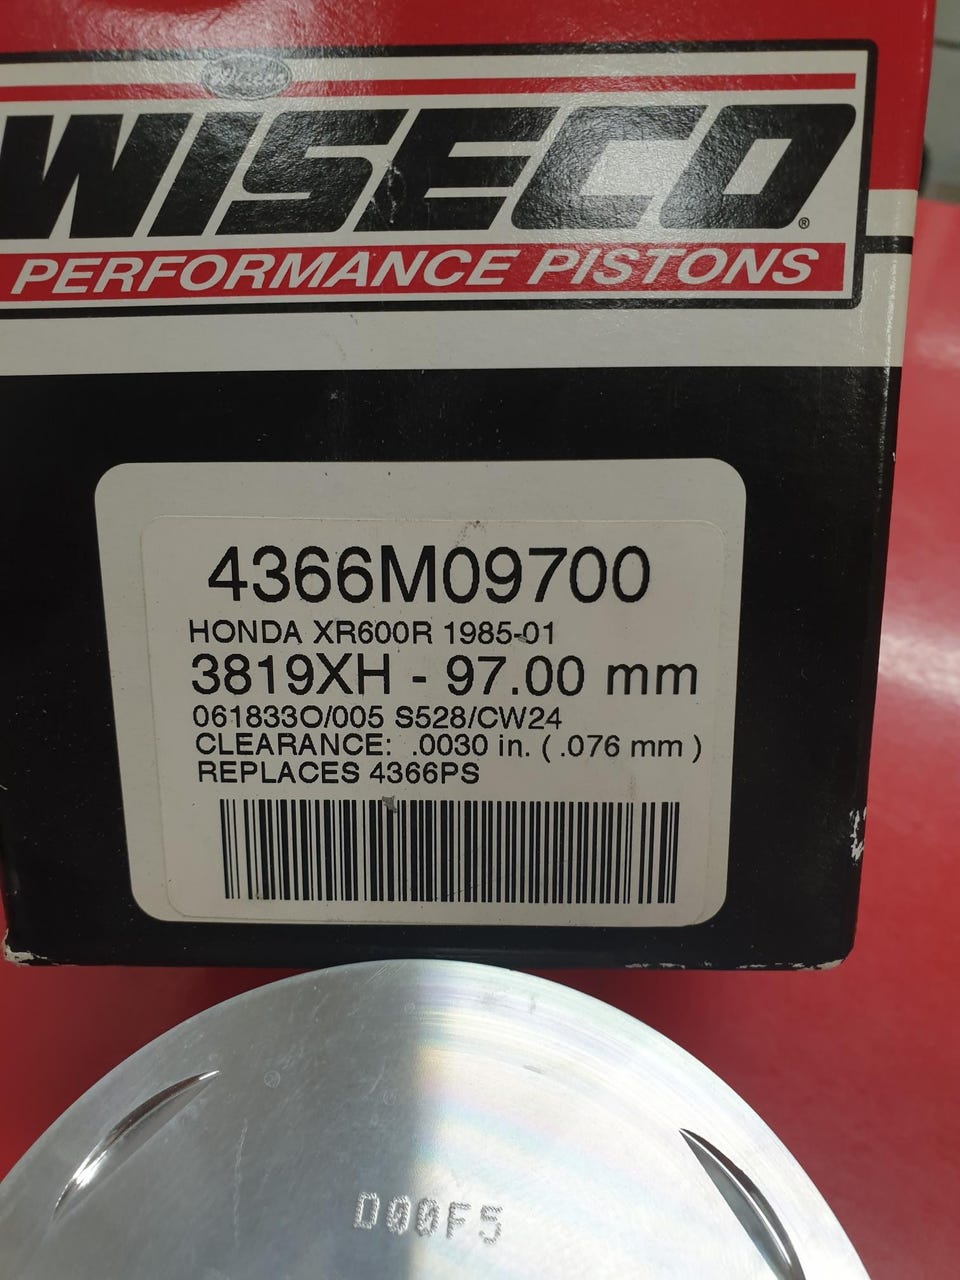 Wiseco
WISECO®
PERFORMANCE PISTONS
4366M09700
HONDA XR600R 1985-01
3819XH - 97.00 mm
061833O/005 S528/CW24
CLEARANCE: .0030 in. ( .076 mm )
REPLACES 4366PS
D00F5